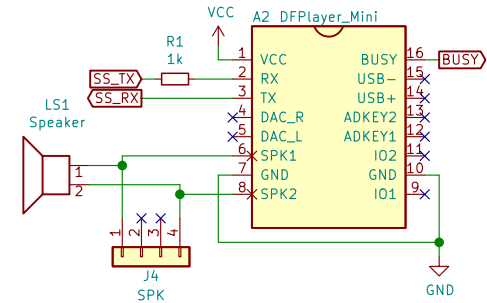 VCC
A2 DFPlayer_Mini
R1
1k
SS_TX
SS_RX
LS1
Speaker
1
2
1 VCC
2 RX
3 TX
4 DAC_R
5 DAC_L
6 SPK1
7 GND
8 SPK2
BUSY 16
USB- 15
USB+ 14
ADKEY2 13
ADKEY1 12
IO2 11
GND 10
IO1 9
BUSY
1 2 3 4
J4
SPK
GND